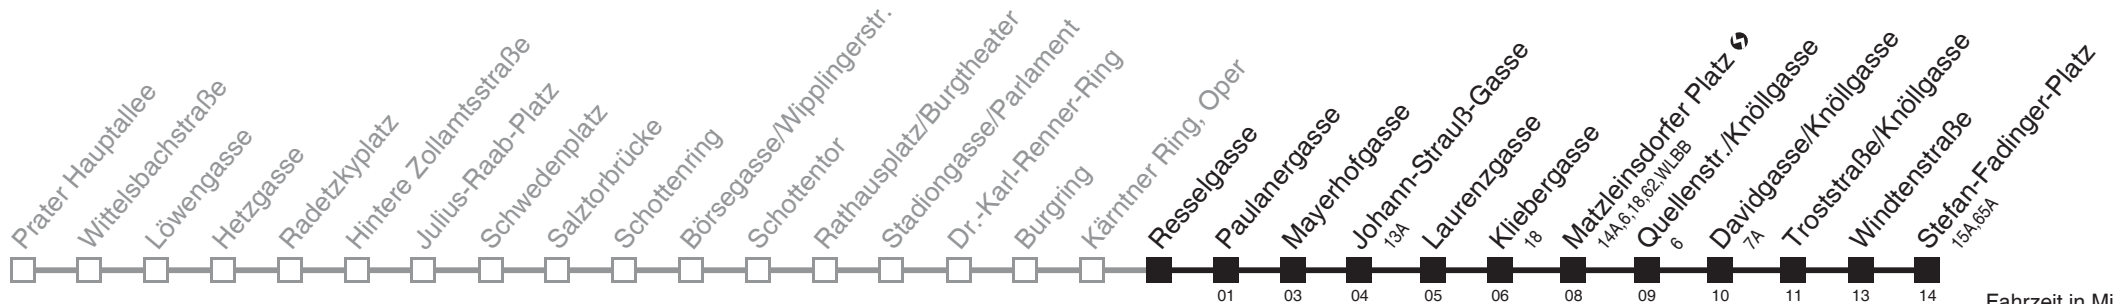 Prater Hauptallee
Wittelsbachstraße
Löwengasse
Hetzgasse
Radetzkyplatz
Hintere Zollamtsstraße
Julius-Raab-Platz
Schwedenplatz
Salztorbrücke
Schottenring
Börsegasse/Wipplingerstr.
Schottentor
Rathausplatz/Burgtheater
Stadiongasse/Parlament
Dr.-Karl-Renner-Ring
Burgring
Kärntner Ring, Oper
Resselgasse
Paulanergasse
Mayerhofgasse
Johann-Strauß-Gasse
13A
Laurenzgasse
Kliebergasse
18
Matzleinsdorfer Platz
14A,6,18,62,WLBB
Quellenstr./Knöllgasse
6
Davidgasse/Knöllgasse
7A
Troststraße/Knöllgasse
Windtenstraße
Stefan-Fadinger-Platz
15A,65A
01 03 04 05 06 08 09 10 11 13 14
Fahrzeit in